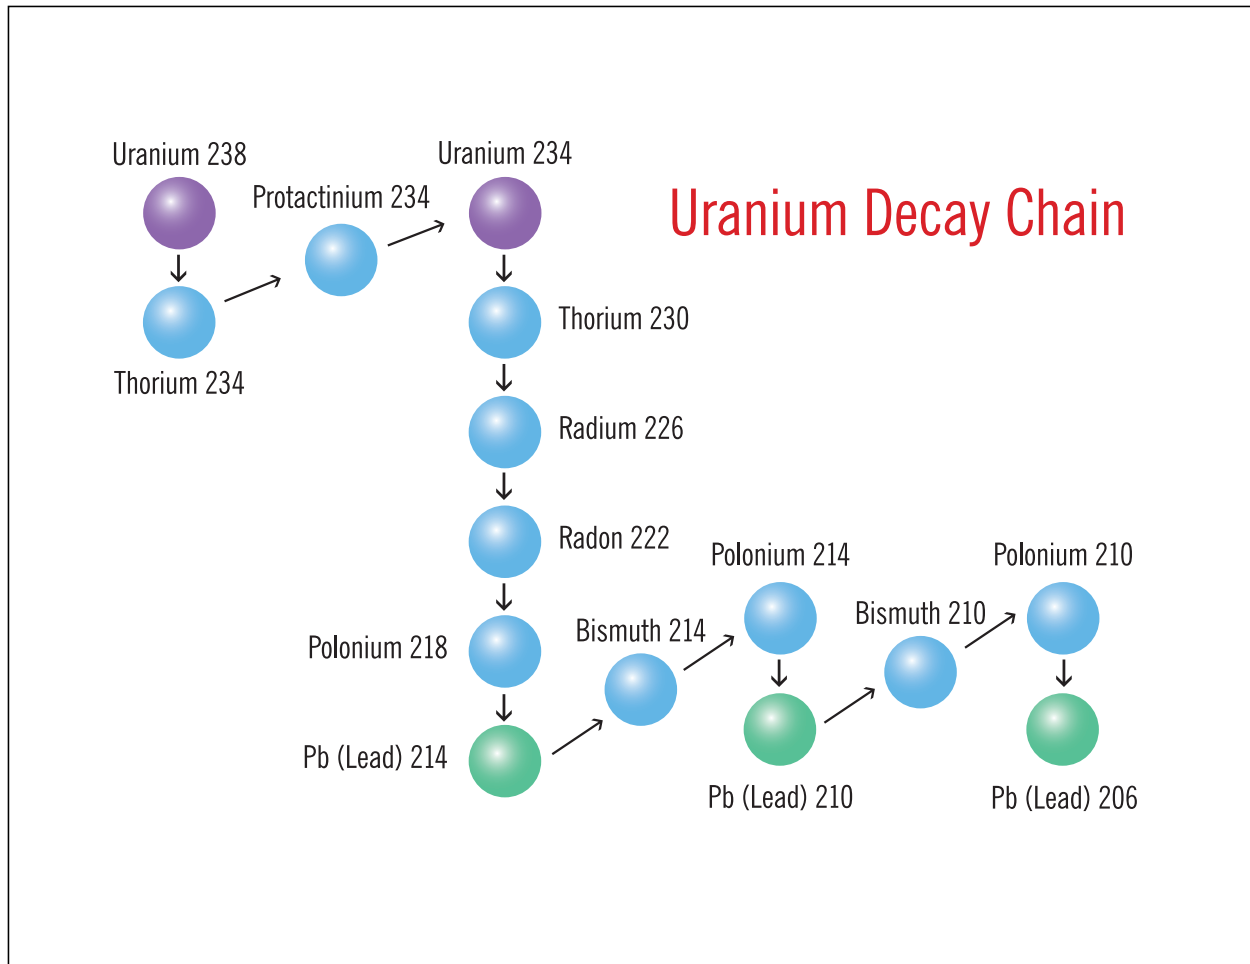 Uranium 238
Uranium 234
Protactinium 234
Uranium Decay Chain
Thorium 234
Thorium 230
Radium 226
Radon 222
Polonium 218
Pb (Lead) 214
Bismuth 214
Polonium 214
Pb (Lead) 210
Bismuth 210
Polonium 210
Pb (Lead) 206